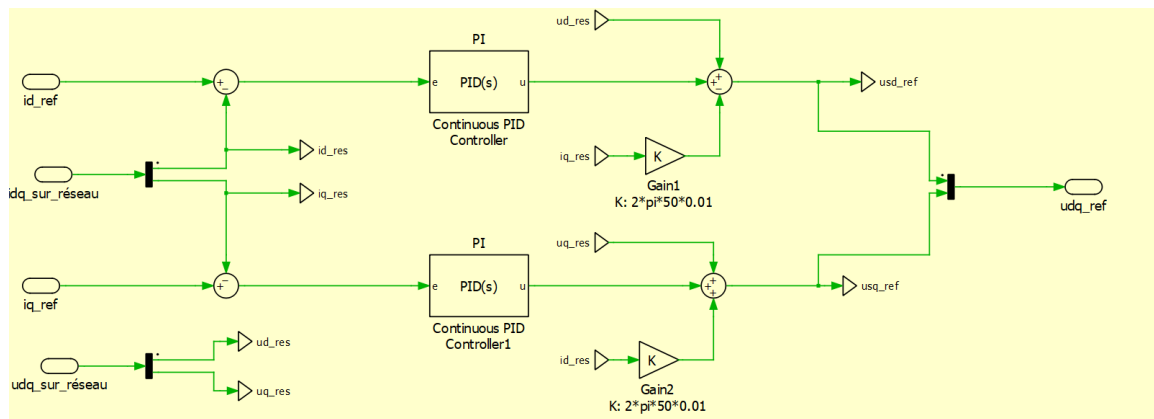 ud_res
PI
id_ref
e
PID(s)
u
usd_ref
Continuous PID
Controller
id_res
iq_res
K
idq_sur_réseau
Gain1
K: 2*pi*50*0.01
iq_res
udq_ref
PI
uq_res
iq_ref
e
PID(s)
u
usq_ref
Continuous PID
Controller1
ud_res
id_res
K
udq_sur_réseau
uq_res
Gain2
K: 2*pi*50*0.01